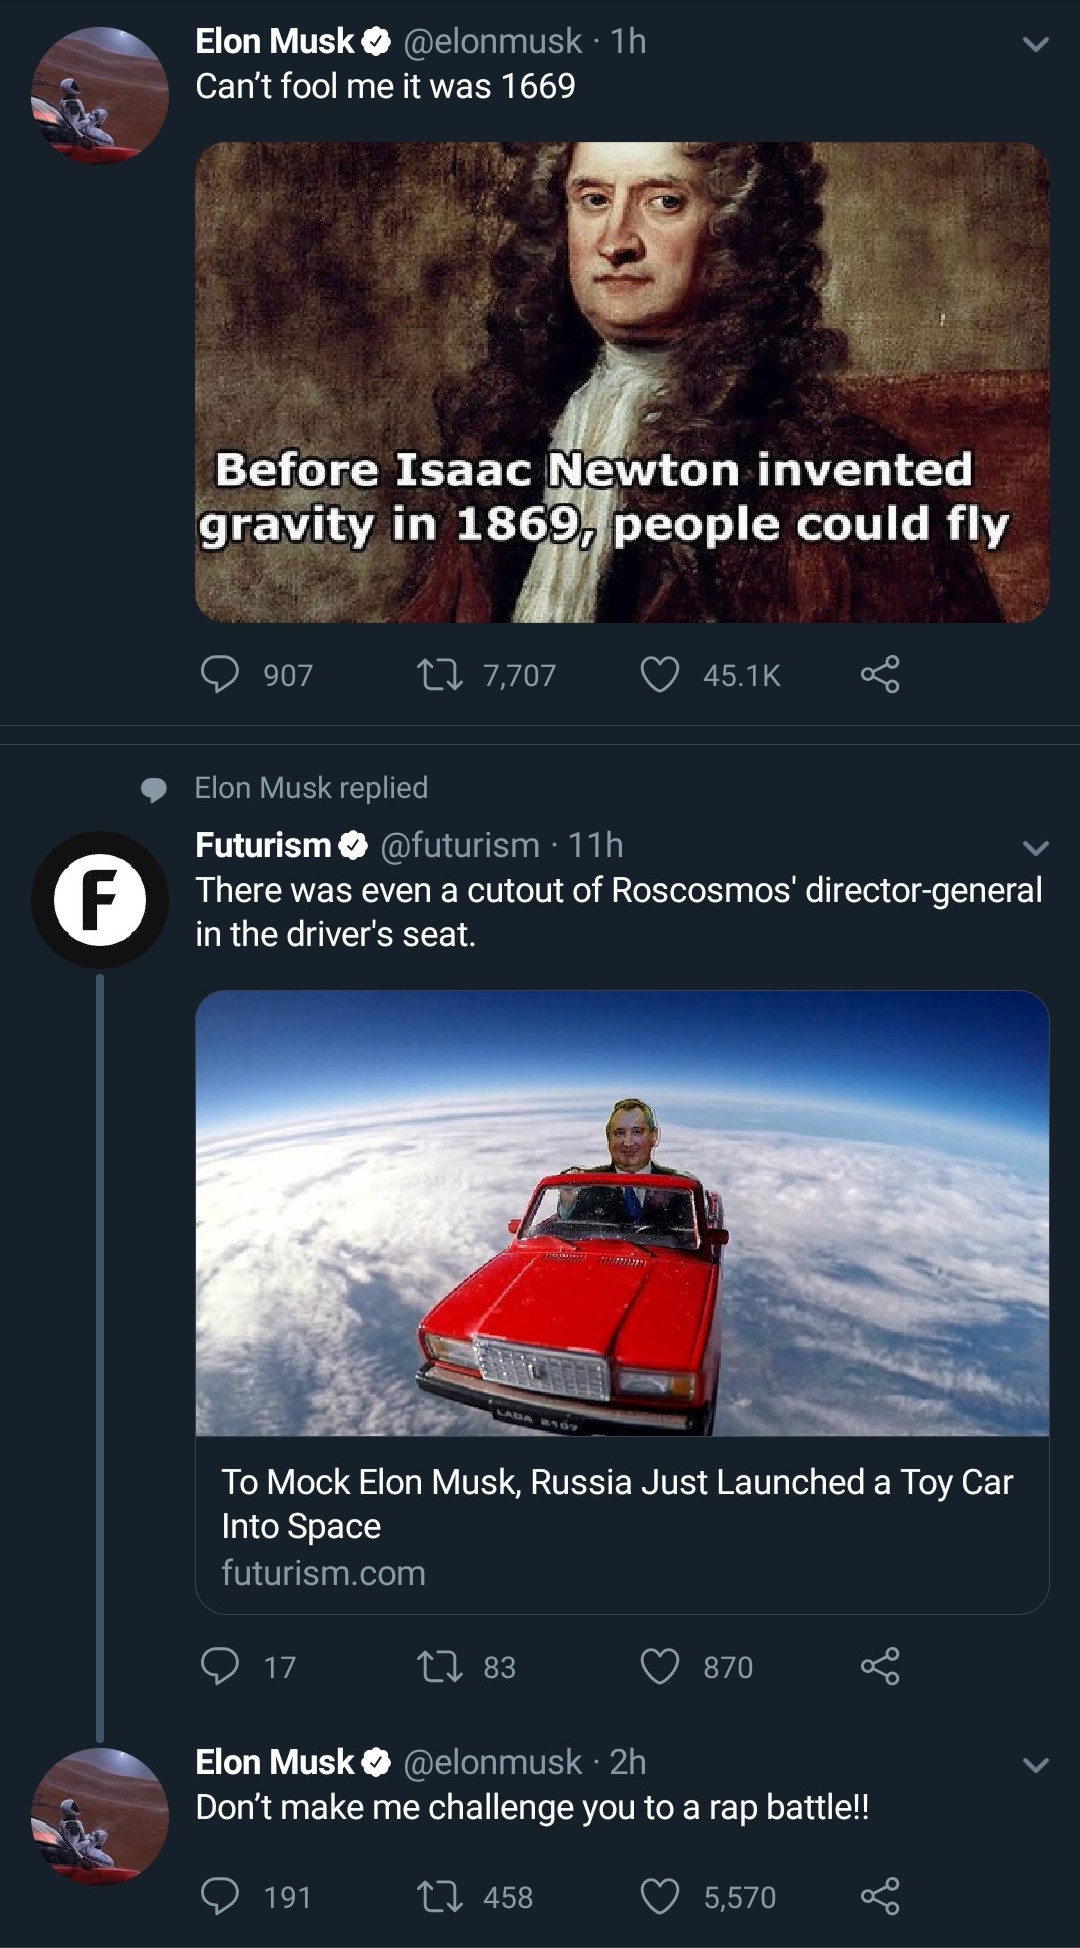 Elon Musk @elonmusk · 1h
Can’t fool me it was 1669
Before Isaac Newton invented
gravity in 1869, people could fly
907 7,707 45.1K
Elon Musk replied
F
Futurism @futurism · 11h
There was even a cutout of Roscosmos' director-general
in the driver's seat.
LADA 2107
To Mock Elon Musk, Russia Just Launched a Toy Car
Into Space
futurism.com
17 83 870
Elon Musk @elonmusk · 2h
Don’t make me challenge you to a rap battle!!
191 458 5,570